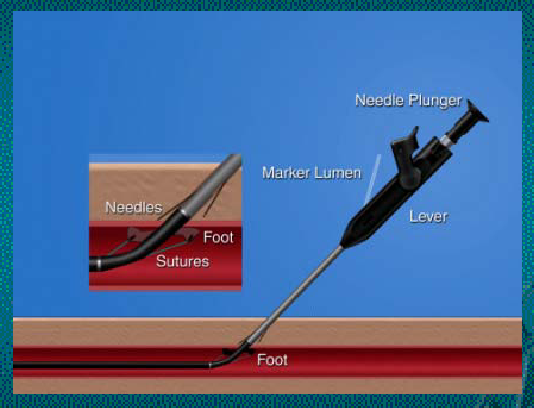 Needle Plunger
Marker Lumen
Lever
Needles
Foot
Sutures
Foot